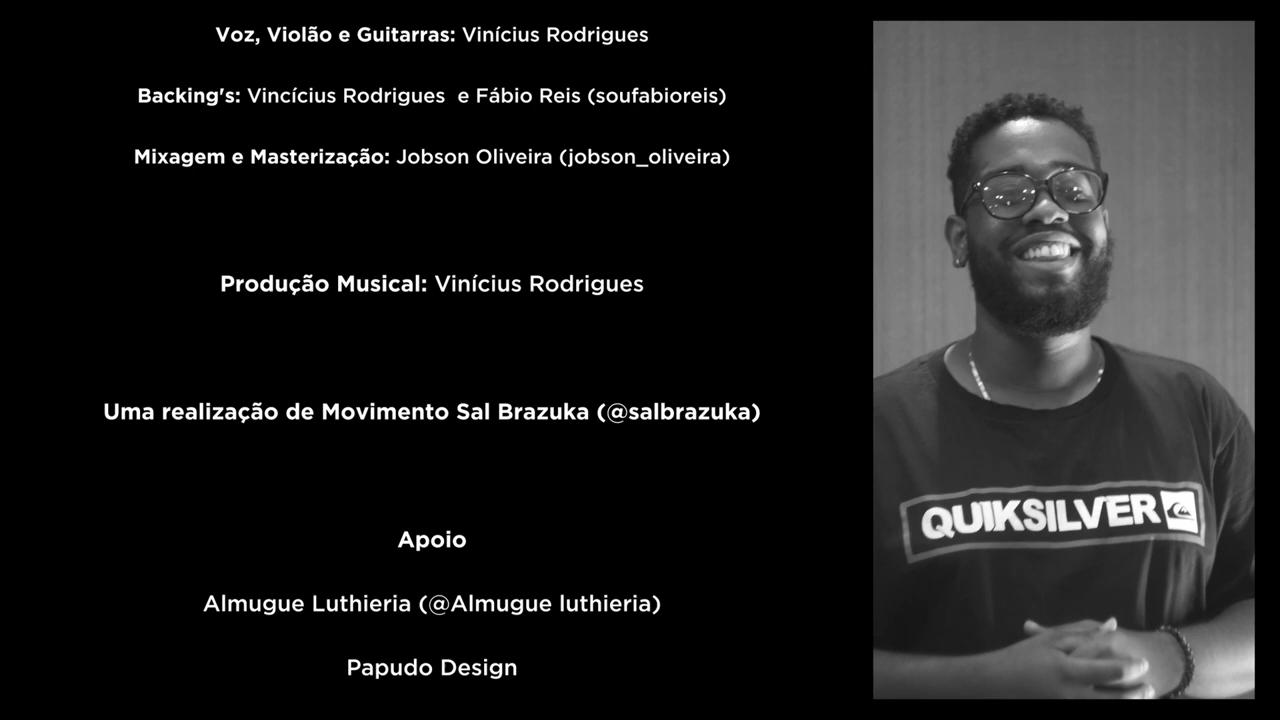 Voz, Violão e Guitarras: Vinícius Rodrigues
Backing's: Vincícius Rodrigues e Fábio Reis (soufabioreis)
Mixagem e Masterização: Jobson Oliveira (jobson_oliveira)
Produção Musical: Vinícius Rodrigues
Uma realização de Movimento Sal Brazuka (@salbrazuka)
Apoio
Almugue Luthieria (@Almugue luthieria)
Papudo Design
QUIKSILVER